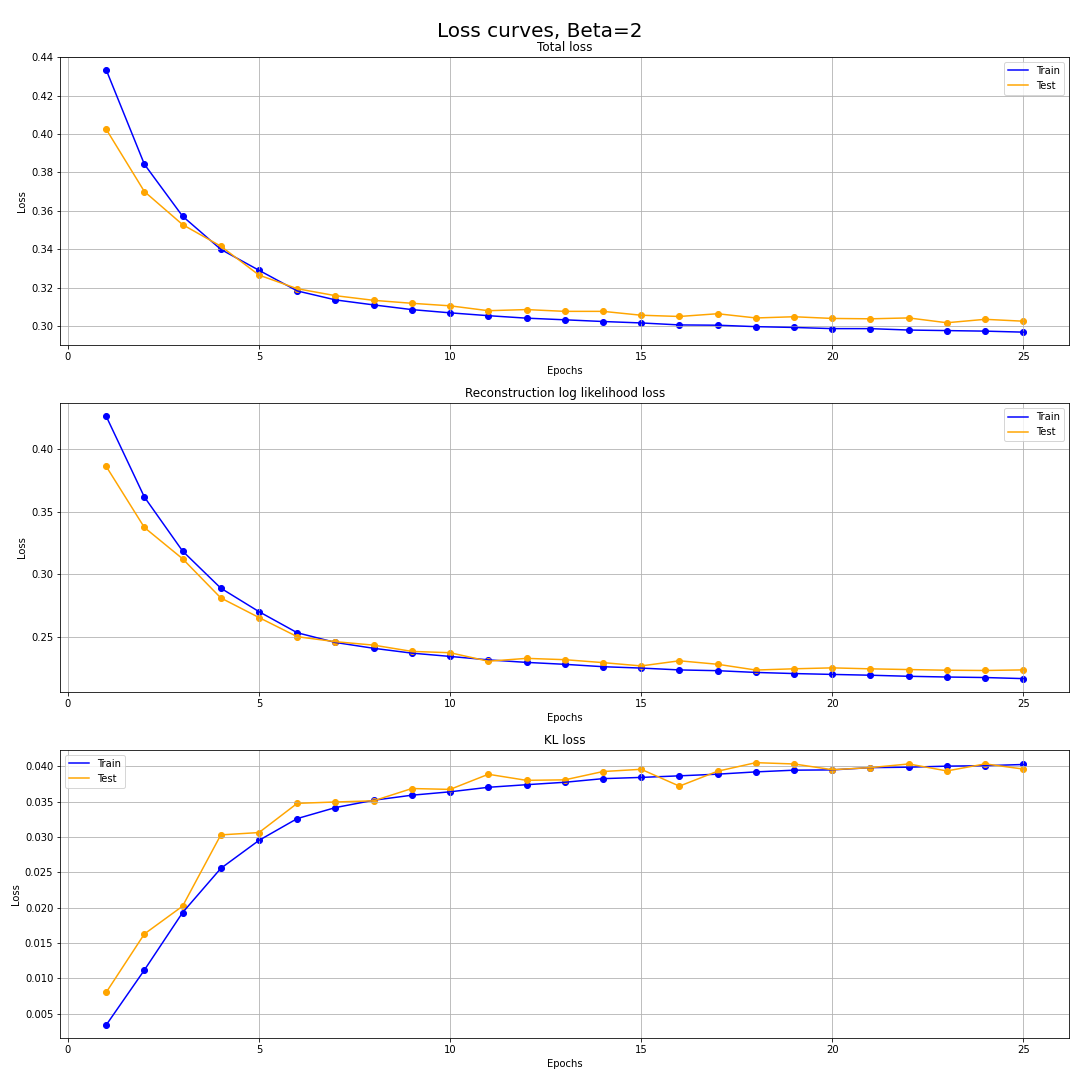 Loss curves, Beta=2
Total loss
0.44
0.42
0.40
0.38
0.36
0.34
0.32
0.30
Loss
Train
Test
0 5 10 15 20 25
Epochs
Reconstruction log likelihood loss
0.40
0.35
0.30
0.25
Loss
Train
Test
0 5 10 15 20 25
Epochs
KL loss
0.040
0.035
0.030
0.025
0.020
0.015
0.010
0.005
Loss
Train
Test
0 5 10 15 20 25
Epochs